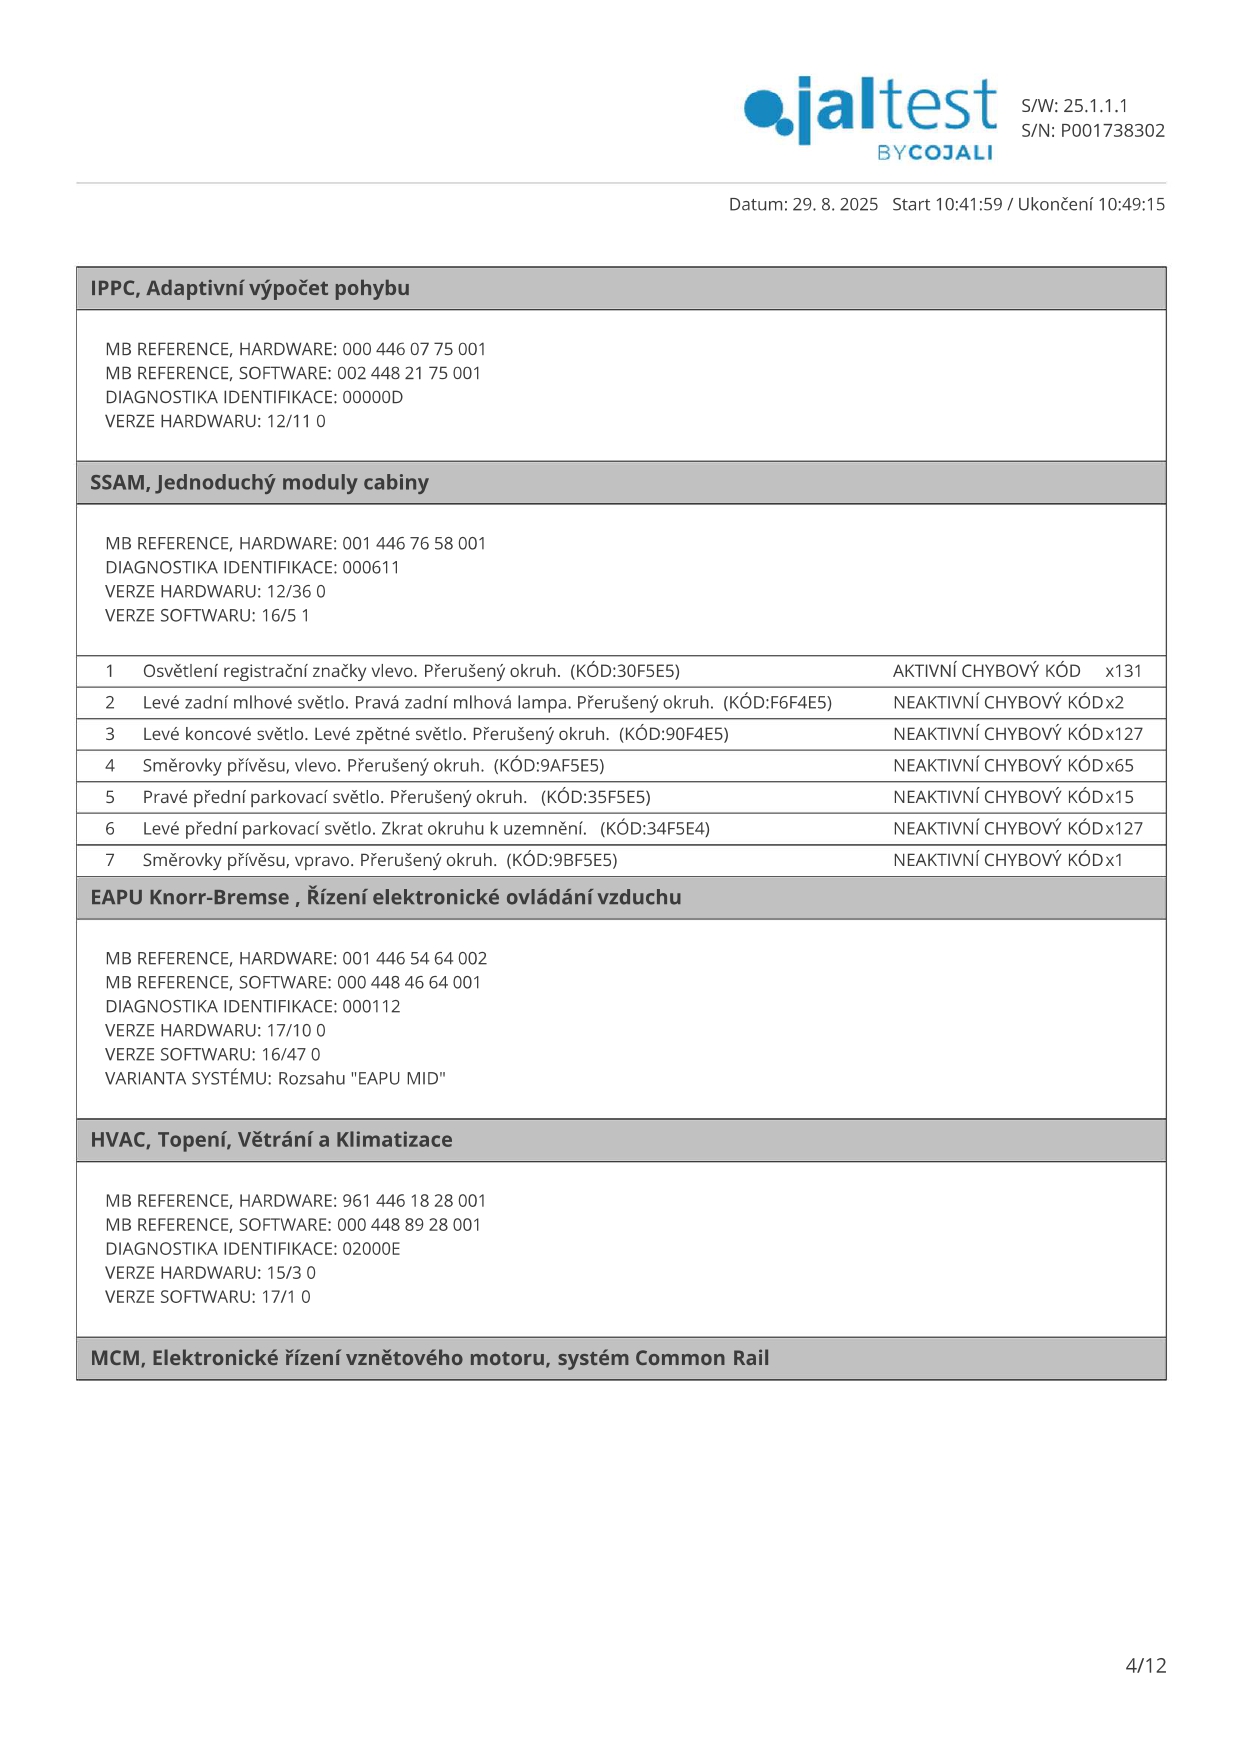 jaltest
BYCOJALI
S/W: 25.1.1.1
S/N: P001738302
Datum: 29. 8. 2025 Start 10:41:59 / Ukončení 10:49:15
IPPC, Adaptivní výpočet pohybu
MB REFERENCE, HARDWARE: 000 446 07 75 001
MB REFERENCE, SOFTWARE: 002 448 21 75 001
DIAGNOSTIKA IDENTIFIKACE: 00000D
VERZE HARDWARU: 12/11 0
SSAM, Jednoduchý moduly cabiny
MB REFERENCE, HARDWARE: 001 446 76 58 001
DIAGNOSTIKA IDENTIFIKACE: 000611
VERZE HARDWARU: 12/36 0
VERZE SOFTWARU: 16/5 1
1 Osvětlení registrační značky vlevo. Přerušený okruh. (KÓD:30F5E5) AKTIVNÍ CHYBOVÝ KÓD x131
2 Levé zadní mlhové světlo. Pravá zadní mlhová lampa. Přerušený okruh. (KÓD:F6F4E5) NEAKTIVNÍ CHYBOVÝ KÓD x2
3 Levé koncové světlo. Levé zpětné světlo. Přerušený okruh. (KÓD:90F4E5) NEAKTIVNÍ CHYBOVÝ KÓD x127
4 Směrovky přívěsu, vlevo. Přerušený okruh. (KÓD:9AF5E5) NEAKTIVNÍ CHYBOVÝ KÓD x65
5 Pravé přední parkovací světlo. Přerušený okruh. (KÓD:35F5E5) NEAKTIVNÍ CHYBOVÝ KÓD x15
6 Levé přední parkovací světlo. Zkrat okruhu k uzemnění. (KÓD:34F5E4) NEAKTIVNÍ CHYBOVÝ KÓD x127
7 Směrovky přívěsu, vpravo. Přerušený okruh. (KÓD:9BF5E5) NEAKTIVNÍ CHYBOVÝ KÓD x1
EAPU Knorr-Bremse , Řízení elektronické ovládání vzduchu
MB REFERENCE, HARDWARE: 001 446 54 64 002
MB REFERENCE, SOFTWARE: 000 448 46 64 001
DIAGNOSTIKA IDENTIFIKACE: 000112
VERZE HARDWARU: 17/10 0
VERZE SOFTWARU: 16/47 0
VARIANTA SYSTÉMU: Rozsahu "EAPU MID"
HVAC, Topení, Větrání a Klimatizace
MB REFERENCE, HARDWARE: 961 446 18 28 001
MB REFERENCE, SOFTWARE: 000 448 89 28 001
DIAGNOSTIKA IDENTIFIKACE: 02000E
VERZE HARDWARU: 15/3 0
VERZE SOFTWARU: 17/1 0
MCM, Elektronické řízení vznětového motoru, systém Common Rail
4/12